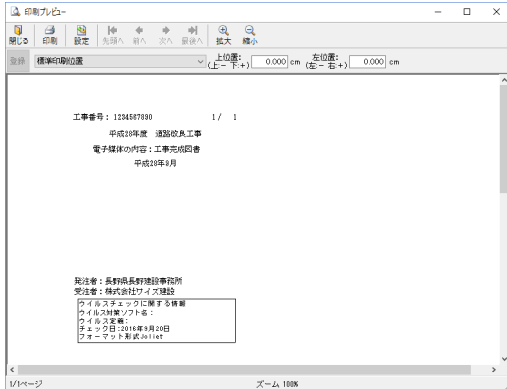 印刷プレビュー
閉じる 印刷 設定 先頭へ 前へ 次へ 最後へ 拡大 縮小
登録 標準印刷位置 上位置: (上:- 下:+) 0.000 cm 左位置: (左:- 右:+) 0.000 cm
工事番号：1234567890 1/ 1
平成28年度 道路改良工事
電子媒体の内容：工事完成図書
平成28年9月
発注者：長野県長野建設事務所
受注者：株式会社ワイズ建設
ウイルスチェックに関する情報
ウイルス対策ソフト名：
ウイルス定義：
チェック日:2016年9月20日
フォーマット形式Joliet
1/1ページ ズーム 100%